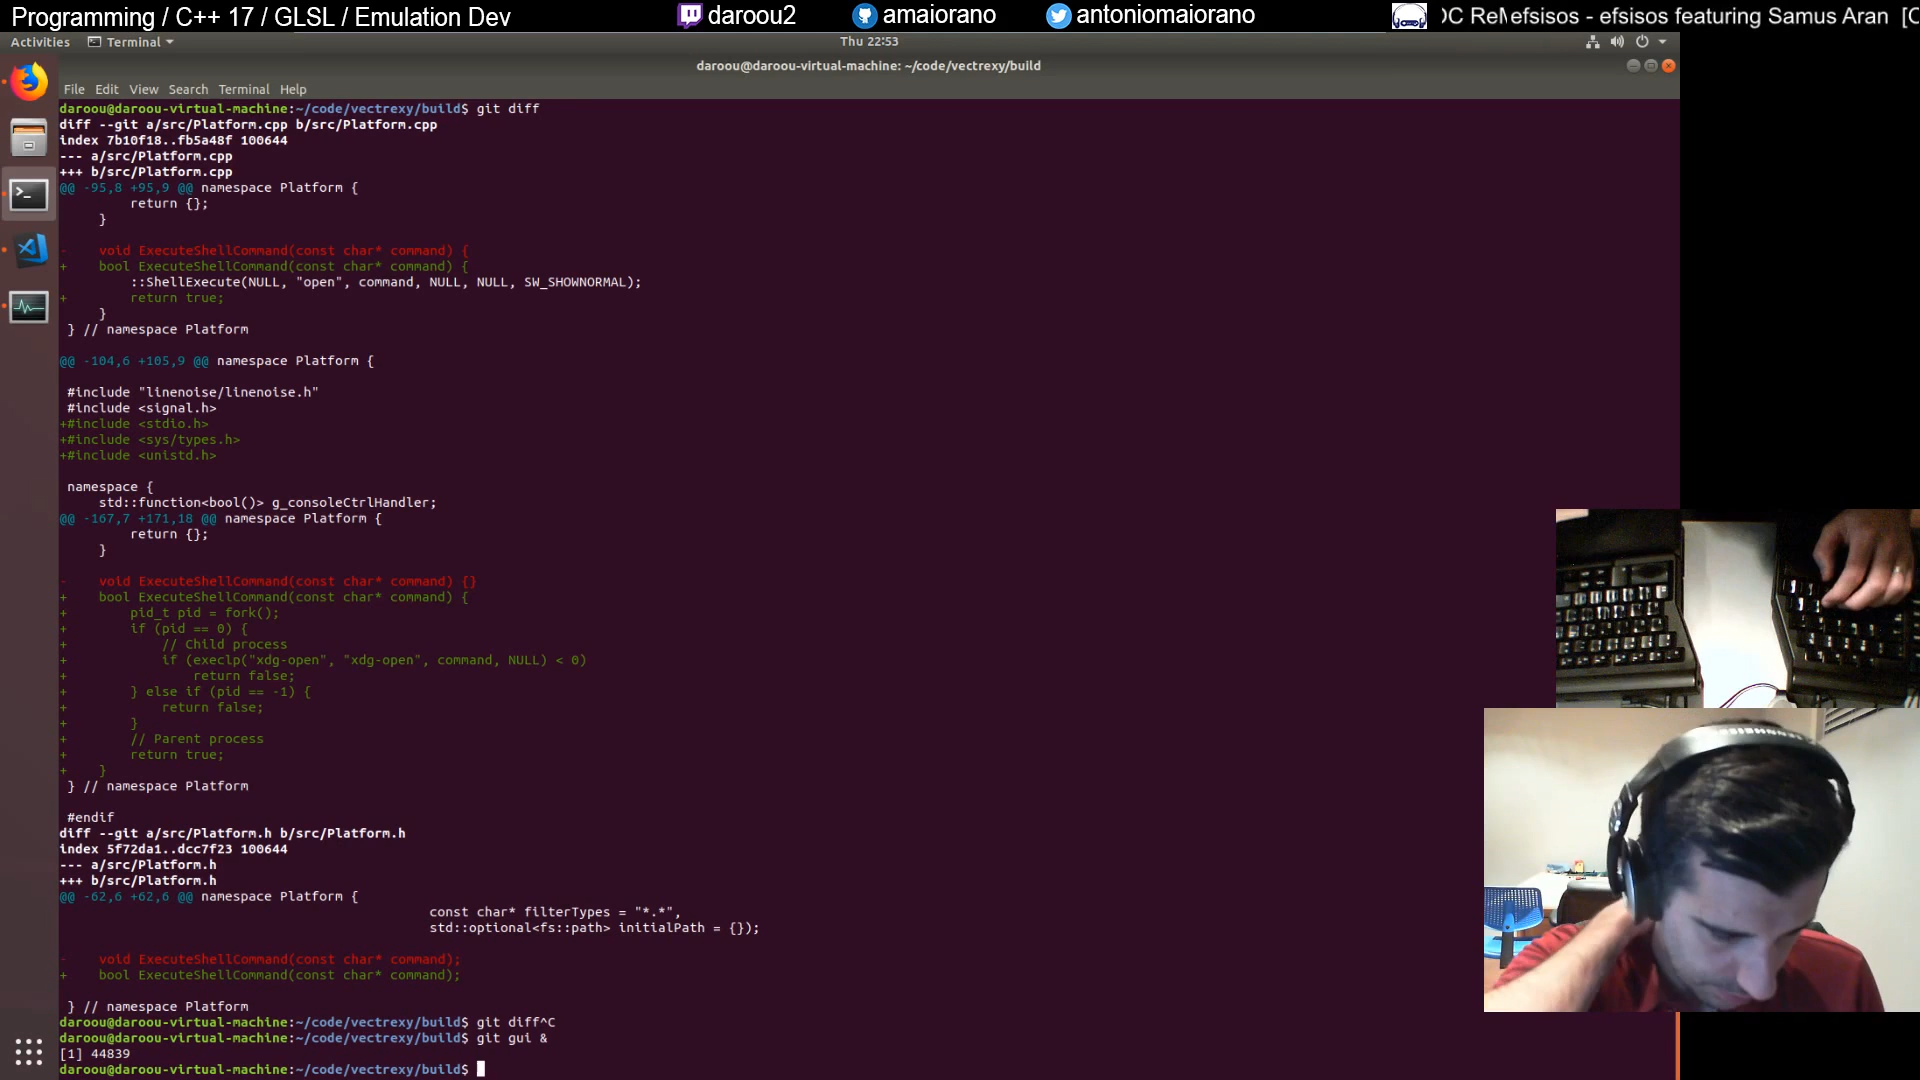 Programming / C++ 17 / GLSL / Emulation Dev
daroou2
amaiorano
antoniomaiorano
efsisos - efsisos featuring Samus Aran
Activities
Terminal
Thu 22:53
daroou@daroou-virtual-machine: ~/code/vectrexy/build
File Edit View Search Terminal Help
daroou@daroou-virtual-machine:~/code/vectrexy/build$ git diff
diff --git a/src/Platform.cpp b/src/Platform.cpp
index 7b10f18..fb5a48f 100644
--- a/src/Platform.cpp
+++ b/src/Platform.cpp
@@ -95,8 +95,9 @@ namespace Platform {
return {};
}
- void ExecuteShellCommand(const char* command) {
+ bool ExecuteShellCommand(const char* command) {
::ShellExecute(NULL, "open", command, NULL, NULL, SW_SHOWNORMAL);
+ return true;
}
} // namespace Platform
@@ -104,6 +105,9 @@ namespace Platform {
#include "linenoise/linenoise.h"
#include <signal.h>
+#include <stdio.h>
+#include <sys/types.h>
+#include <unistd.h>
namespace {
std::function<bool()> g_consoleCtrlHandler;
@@ -167,7 +171,18 @@ namespace Platform {
return {};
}
- void ExecuteShellCommand(const char* command) {}
+ bool ExecuteShellCommand(const char* command) {
+ pid_t pid = fork();
+ if (pid == 0) {
+ // Child process
+ if (execlp("xdg-open", "xdg-open", command, NULL) < 0)
+ return false;
+ } else if (pid == -1) {
+ return false;
+ }
+ // Parent process
+ return true;
+ }
} // namespace Platform
#endif
diff --git a/src/Platform.h b/src/Platform.h
index 5f72da1..dcc7f23 100644
--- a/src/Platform.h
+++ b/src/Platform.h
@@ -62,6 +62,6 @@ namespace Platform {
const char* filterTypes = "*.*",
std::optional<fs::path> initialPath = {});
- void ExecuteShellCommand(const char* command);
+ bool ExecuteShellCommand(const char* command);
} // namespace Platform
daroou@daroou-virtual-machine:~/code/vectrexy/build$ git diff^C
daroou@daroou-virtual-machine:~/code/vectrexy/build$ git gui &
[1] 44839
daroou@daroou-virtual-machine:~/code/vectrexy/build$